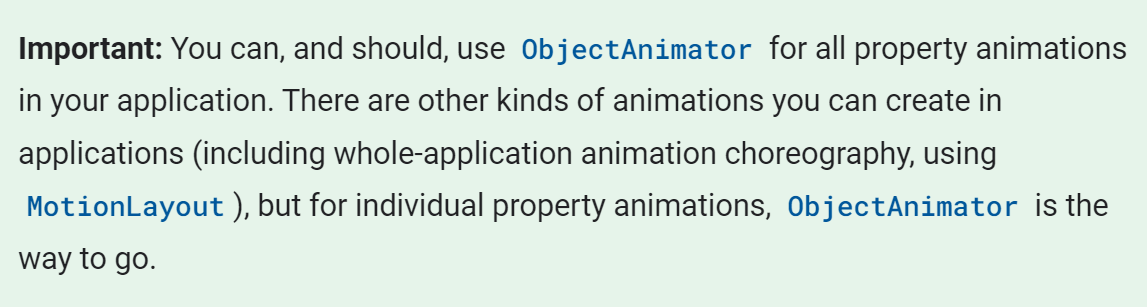 Important: You can, and should, use ObjectAnimator for all property animations
in your application. There are other kinds of animations you can create in
applications (including whole-application animation choreography, using
MotionLayout ), but for individual property animations, ObjectAnimator is the
way to go.